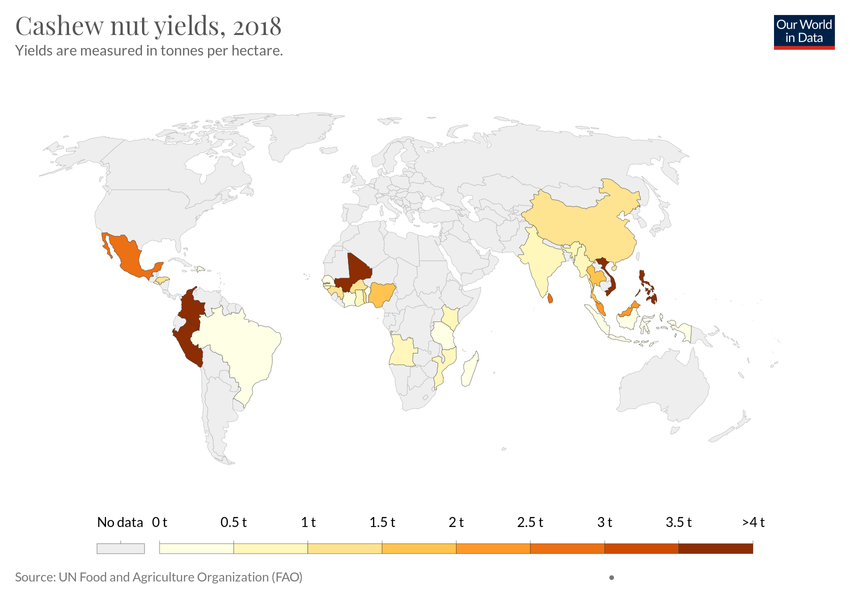 Cashew nut yields, 2018
Yields are measured in tonnes per hectare.
Our World
in Data
No data 0 t 0.5 t 1 t 1.5 t 2 t 2.5 t 3 t 3.5 t >4 t
Source: UN Food and Agriculture Organization (FAO)